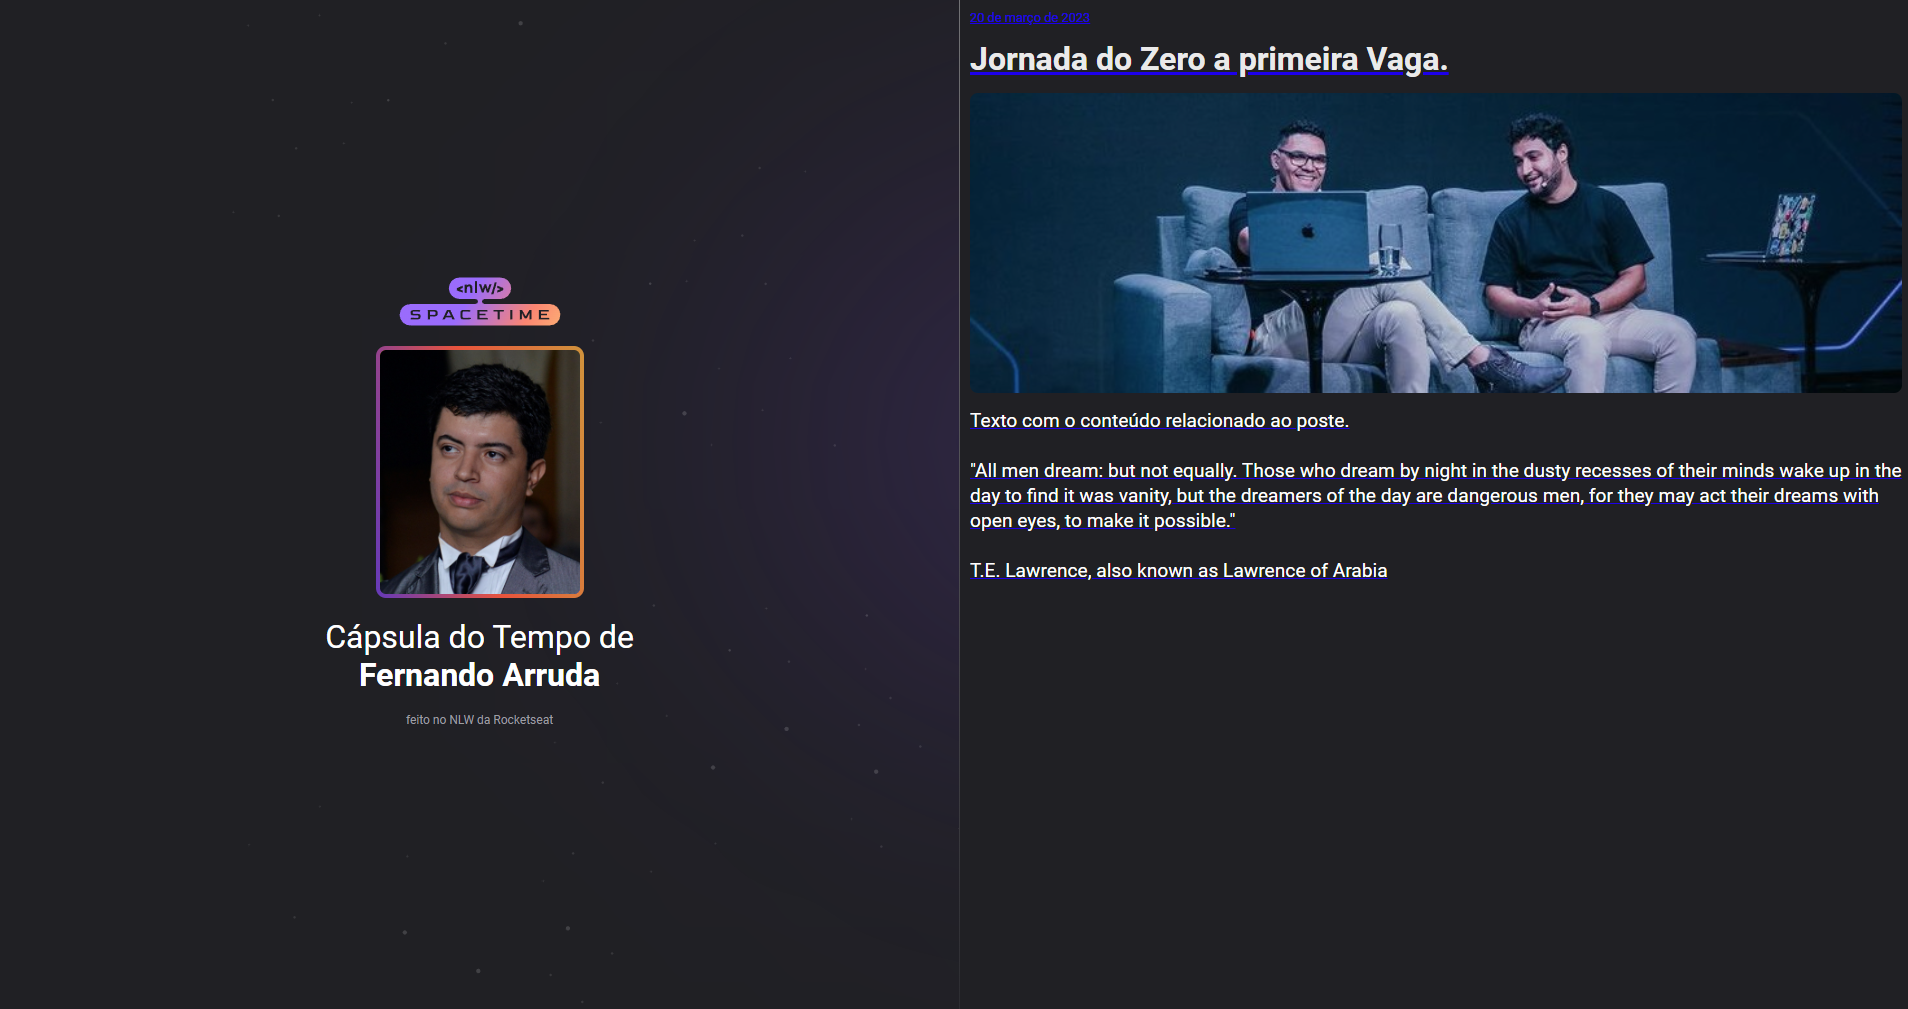 <nlw/>
SPACETIME
Cápsula do Tempo de
Fernando Arruda
feito no NLW da Rocketseat
20 de março de 2023
Jornada do Zero a primeira Vaga.
Texto com o conteúdo relacionado ao poste.
"All men dream: but not equally. Those who dream by night in the dusty recesses of their minds wake up in the
day to find it was vanity, but the dreamers of the day are dangerous men, for they may act their dreams with
open eyes, to make it possible."
T.E. Lawrence, also known as Lawrence of Arabia